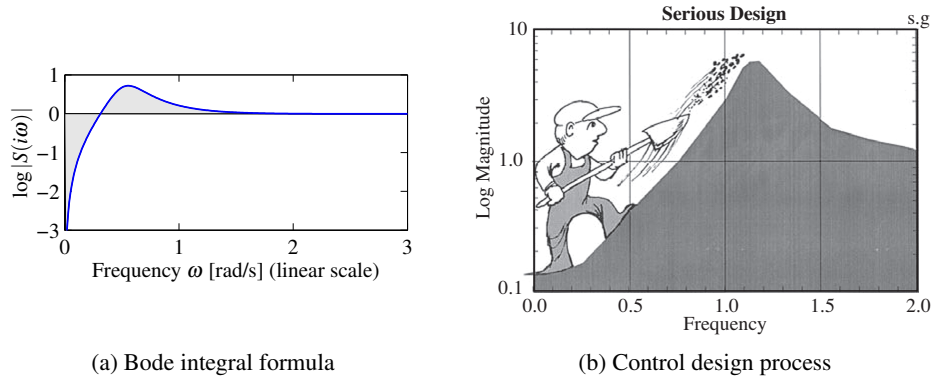 1
0
−1
−2
−3
log |S(iω)|
0
1
2
3
Frequency ω [rad/s] (linear scale)
(a) Bode integral formula
Serious Design
s.g
10
1.0
0.1
Log Magnitude
0.0
0.5
1.0
1.5
2.0
Frequency
(b) Control design process